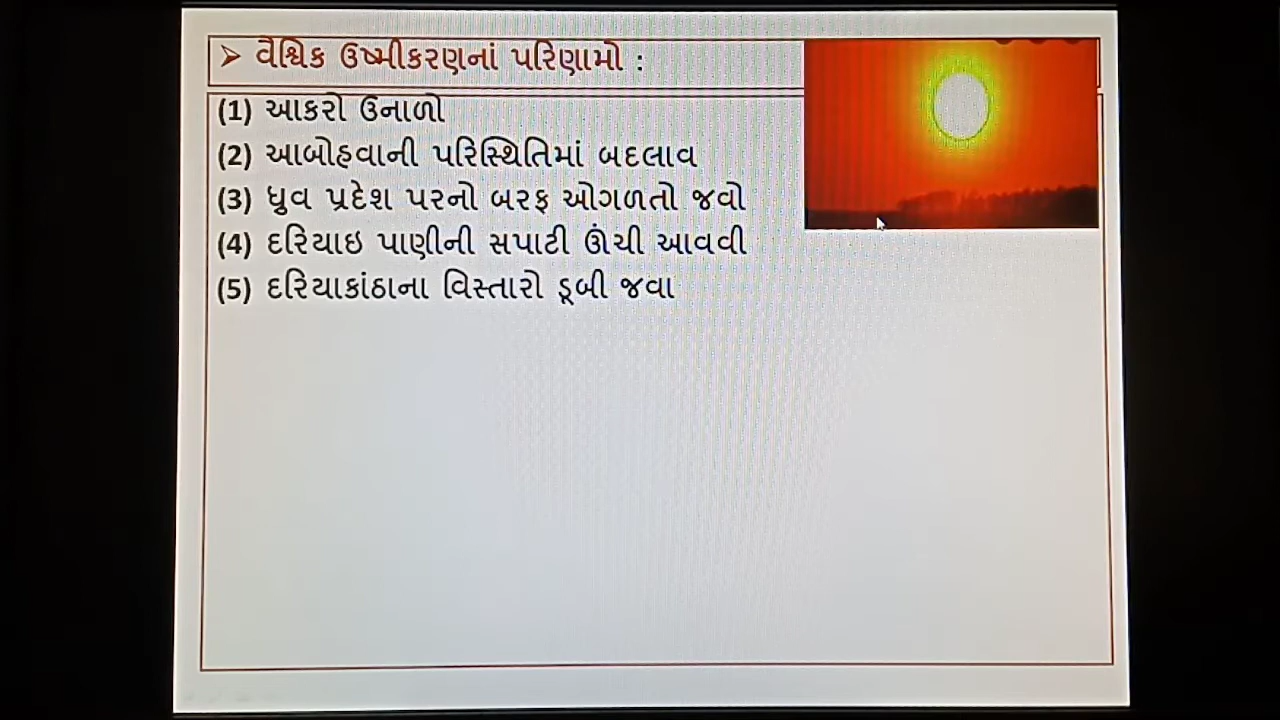 ➢ વૈશ્વિક ઉષ્મીકરણનાં પરિણામો :
(1) આકરો ઉનાળો
(2) આબોહવાની પરિસ્થિતિમાં બદલાવ
(3) ધ્રુવ પ્રદેશ પરનો બરફ ઓગળતો જવો
(4) દરિયાઇ પાણીની સપાટી ઊંચી આવવી
(5) દરિયાકાંઠાના વિસ્તારો ડૂબી જવા